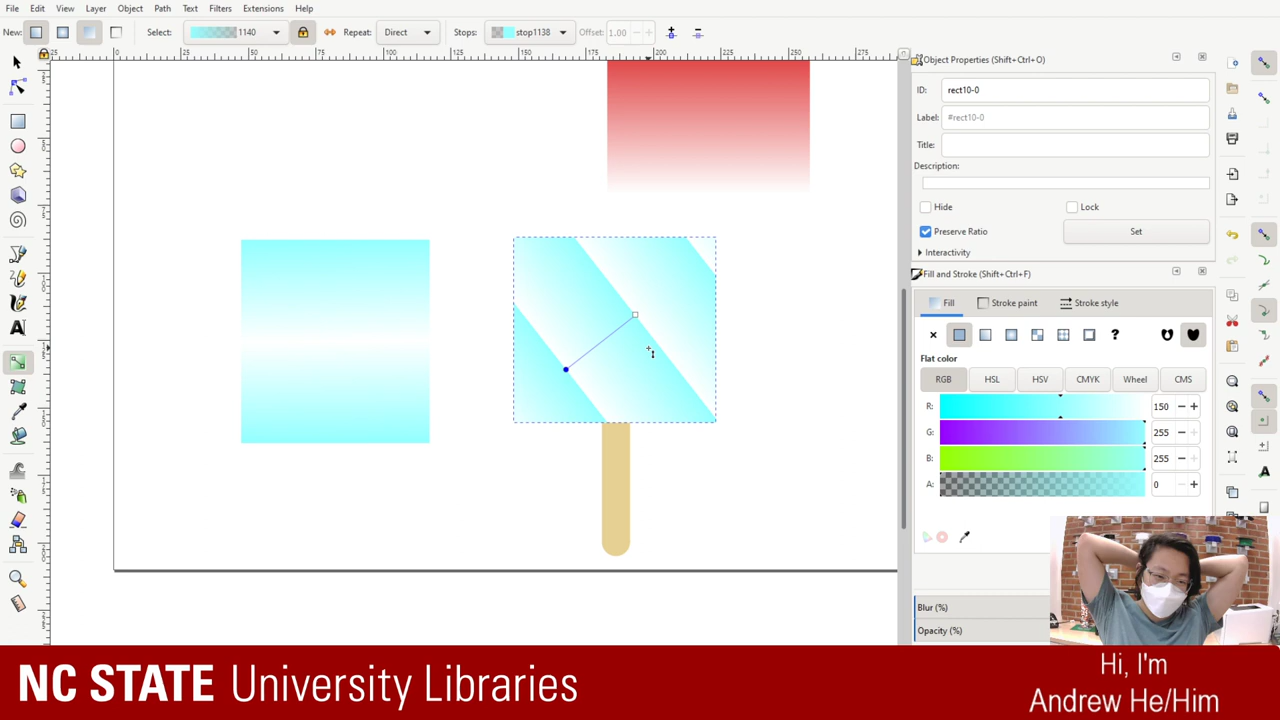 File Edit View Layer Object Path Text Filters Extensions Help
New: Select: 1140 Repeat: Direct Stops: stop1138 Offset: 1.00
Object Properties (Shift+Ctrl+O)
ID: rect10-0
Label: #rect10-0
Title:
Description:
Hide Lock
Preserve Ratio Set
Interactivity
Fill and Stroke (Shift+Ctrl+F)
Fill Stroke paint Stroke style
Flat color
RGB HSL HSV CMYK Wheel CMS
R: 150
G: 255
B: 255
A: 0
Blur (%)
Opacity (%)
NC STATE University Libraries
Hi, I'm
Andrew He/Him